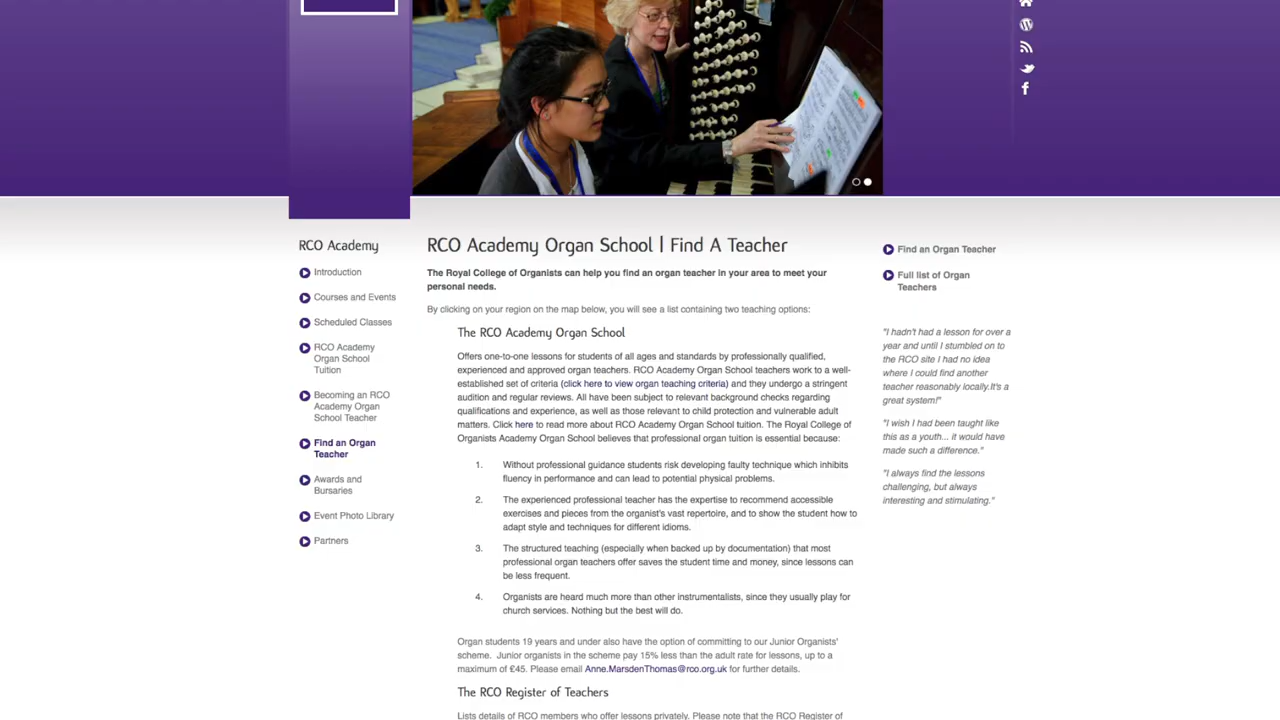 RCO Academy
Introduction
Courses and Events
Scheduled Classes
RCO Academy
Organ School
Tuition
Becoming an RCO
Academy Organ
School Teacher
Find an Organ
Teacher
Awards and
Bursaries
Event Photo Library
Partners
RCO Academy Organ School | Find A Teacher
The Royal College of Organists can help you find an organ teacher in your area to meet your
personal needs.
By clicking on your region on the map below, you will see a list containing two teaching options:
The RCO Academy Organ School
Offers one-to-one lessons for students of all ages and standards by professionally qualified,
experienced and approved organ teachers. RCO Academy Organ School teachers work to a well-
established set of criteria (click here to view organ teaching criteria) and they undergo a stringent
audition and regular reviews. All have been subject to relevant background checks regarding
qualifications and experience, as well as those relevant to child protection and vulnerable adult
matters. Click here to read more about RCO Academy Organ School tuition. The Royal College of
Organists Academy Organ School believes that professional organ tuition is essential because:
1. Without professional guidance students risk developing faulty technique which inhibits
fluency in performance and can lead to potential physical problems.
2. The experienced professional teacher has the expertise to recommend accessible
exercises and pieces from the organist's vast repertoire, and to show the student how to
adapt style and techniques for different idioms.
3. The structured teaching (especially when backed up by documentation) that most
professional organ teachers offer saves the student time and money, since lessons can
be less frequent.
4. Organists are heard much more than other instrumentalists, since they usually play for
church services. Nothing but the best will do.
Organ students 19 years and under also have the option of committing to our Junior Organists'
scheme. Junior organists in the scheme pay 15% less than the adult rate for lessons, up to a
maximum of £45. Please email Anne.MarsdenThomas@rco.org.uk for further details.
The RCO Register of Teachers
Lists details of RCO members who offer lessons privately. Please note that the RCO Register of
Find an Organ Teacher
Full list of Organ
Teachers
"I hadn't had a lesson for over a
year and until I stumbled on to
the RCO site I had no idea
where I could find another
teacher reasonably locally.It's a
great system!"
"I wish I had been taught like
this as a youth... it would have
made such a difference."
"I always find the lessons
challenging, but always
interesting and stimulating."